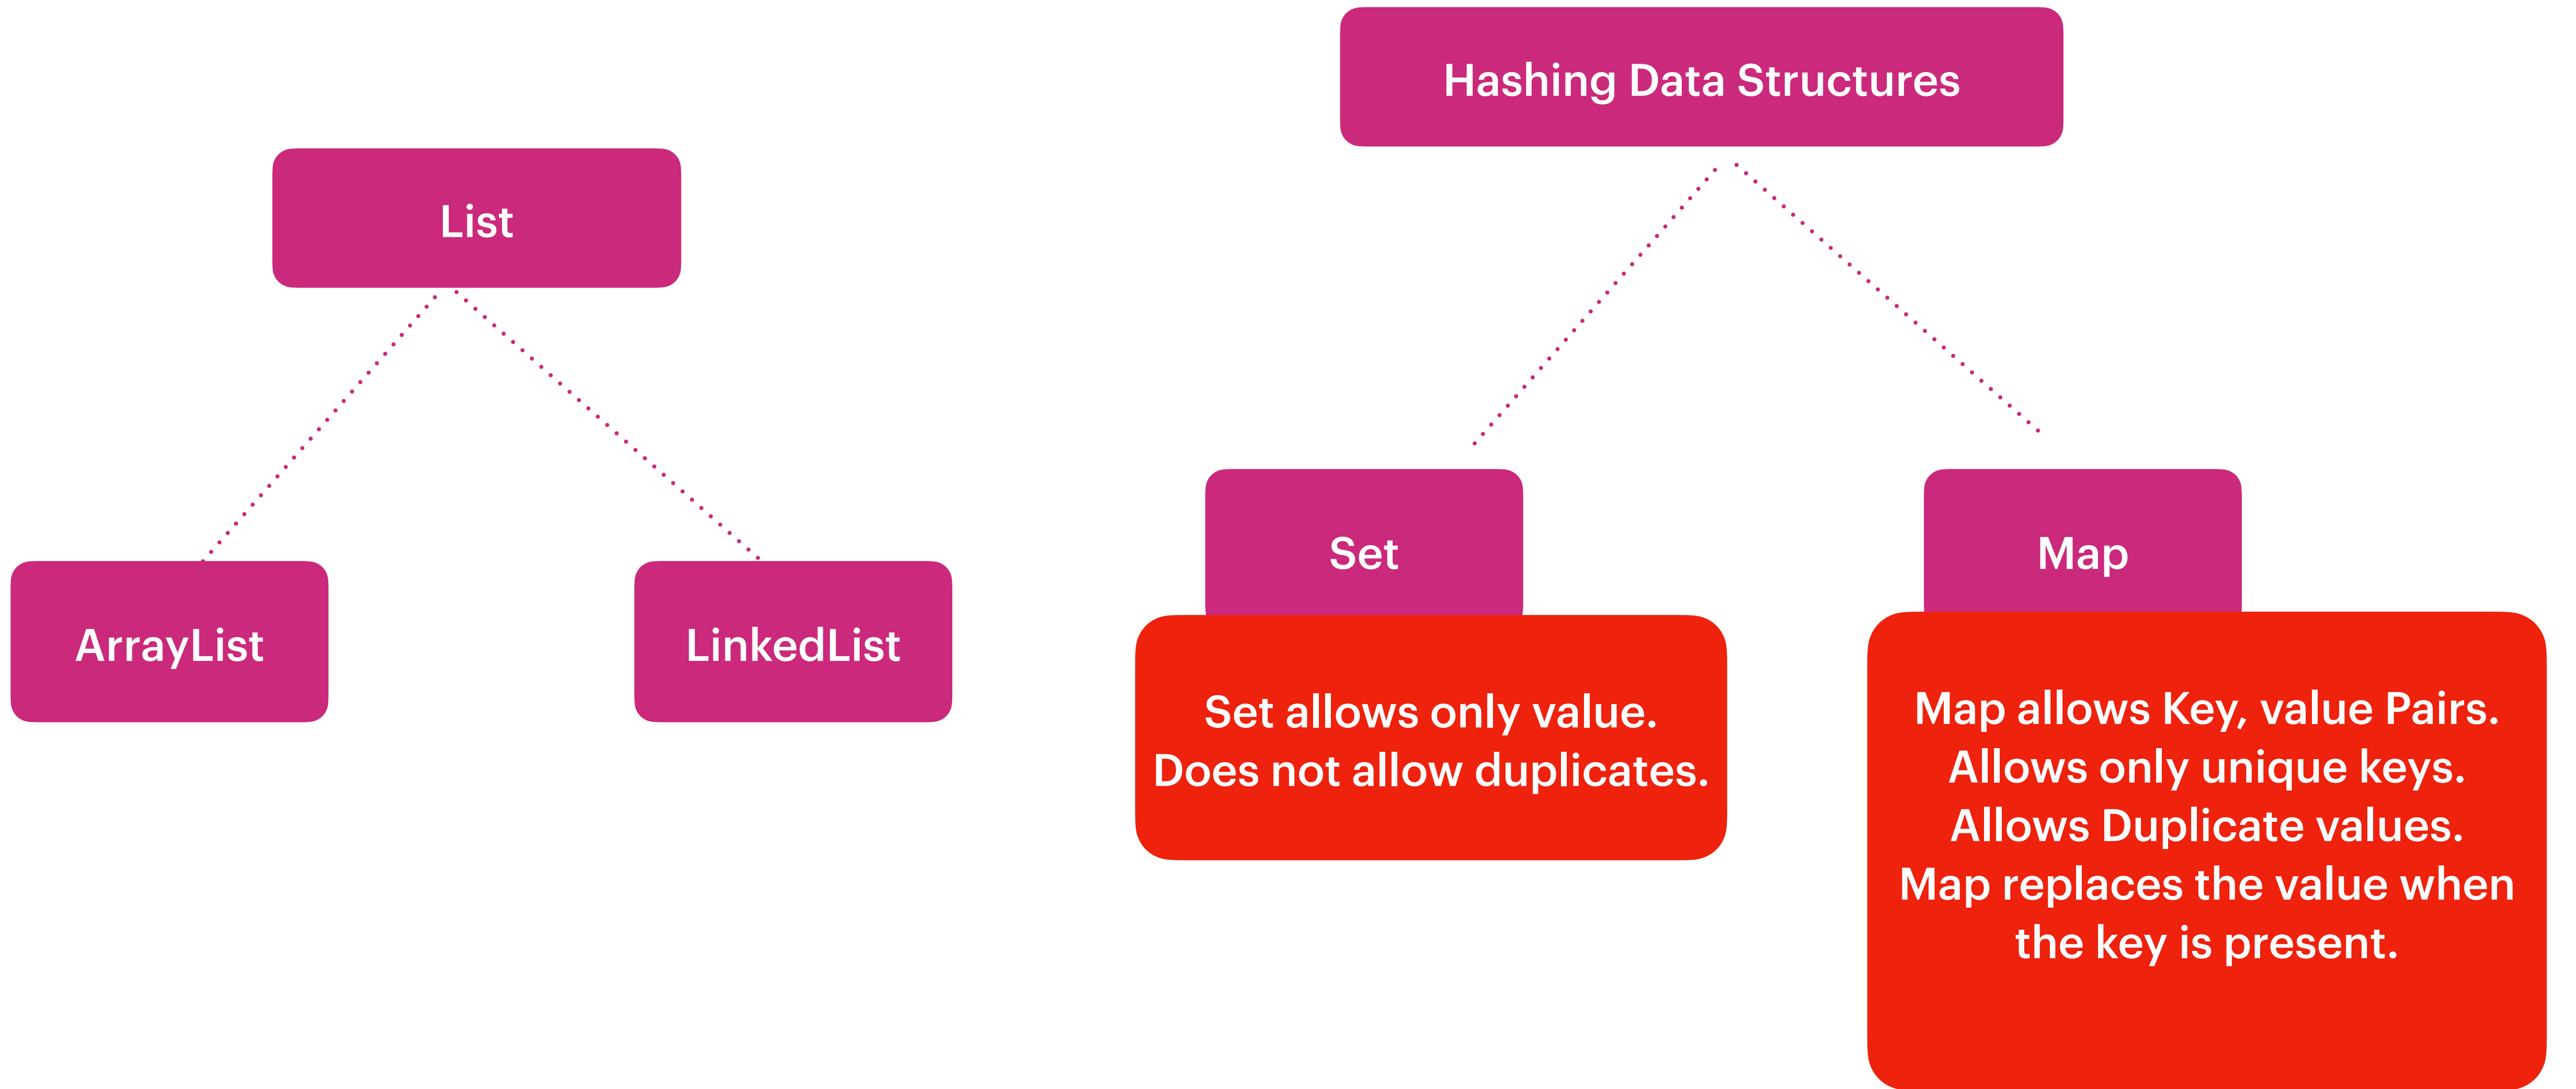 Hashing Data Structures
List
Set
Map
ArrayList
LinkedList
Set allows only value.
Does not allow duplicates.
Map allows Key, value Pairs.
Allows only unique keys.
Allows Duplicate values.
Map replaces the value when
the key is present.